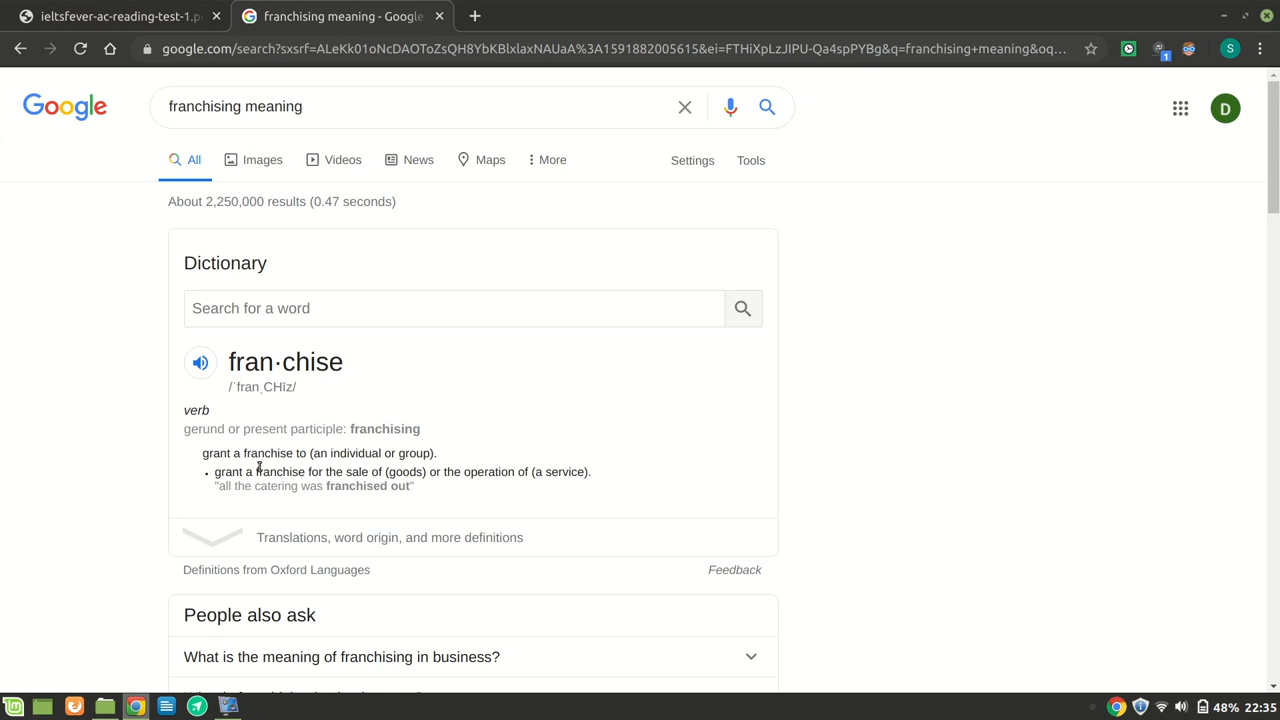 ieltsfever-ac-reading-test-1.p
franchising meaning - Google
google.com/search?sxsrf=ALeKk01oNcDAOToZsQH8YbKBlxlaxNAUaA%3A1591882005615&ei=FTHiXpLzJIPU-Qa4spPYBg&q=franchising+meaning&oq...
1
S
Google
franchising meaning
D
All
Images
Videos
News
Maps
More
Settings
Tools
About 2,250,000 results (0.47 seconds)
Dictionary
Search for a word
fran·chise
/ˈfranˌCHīz/
verb
gerund or present participle: franchising
grant a franchise to (an individual or group).
• grant a franchise for the sale of (goods) or the operation of (a service).
"all the catering was franchised out"
Translations, word origin, and more definitions
Definitions from Oxford Languages
Feedback
People also ask
What is the meaning of franchising in business?
48% 22:35